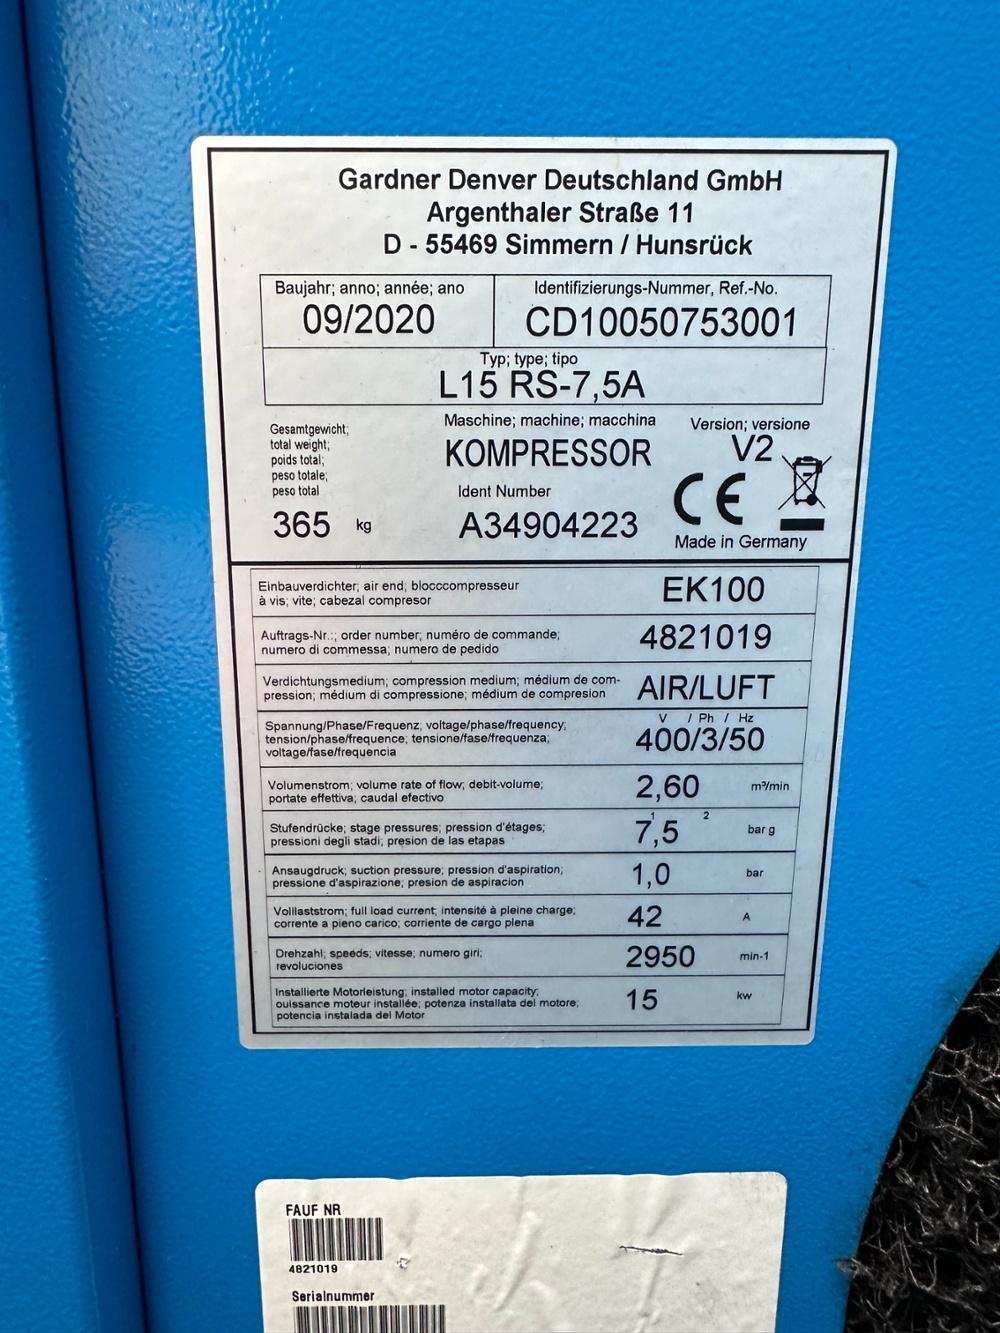 Gardner Denver Deutschland GmbH
Argenthaler Straße 11
D - 55469 Simmern / Hunsrück
Baujahr; anno; année; ano
09/2020
Identifizierungs-Nummer, Ref.-No.
CD10050753001
Typ; type; tipo
L15 RS-7,5A
Gesamtgewicht;
total weight;
poids total;
peso totale;
peso total
365 kg
Maschine; machine; macchina
KOMPRESSOR
Ident Number
A34904223
Version; versione
V2
CE
Made in Germany
Einbauverdichter; air end; blocccompresseur
à vis; vite; cabezal compresor
EK100
Auftrags-Nr.:; order number; numéro de commande;
numero di commessa; numero de pedido
4821019
Verdichtungsmedium; compression medium; médium de com-
pression; médium di compressione; médium de compresion
AIR/LUFT
Spannung/Phase/Frequenz; voltage/phase/frequency;
tension/phase/frequence; tensione/fase/frequenza;
voltage/fase/frequencia
V / Ph / Hz
400/3/50
Volumenstrom; volume rate of flow; debit-volume;
portate effettiva; caudal efectivo
2,60 m³/min
Stufendrücke; stage pressures; pression d'étages;
pressioni degli stadi; presion de las etapas
1 2
7,5 bar g
Ansaugdruck; suction pressure; pression d'aspiration;
pressione d'aspirazione; presion de aspiracion
1,0 bar
Volllaststrom; full load current; intensité à pleine charge;
corrente a pieno carico; corriente de cargo plena
42 A
Drehzahl; speeds; vitesse; numero giri;
revoluciones
2950 min-1
Installierte Motorleistung; installed motor capacity;
ouissance moteur installée; potenza installata del motore;
potencia instalada del Motor
15 kw
FAUF NR
4821019
Serialnummer